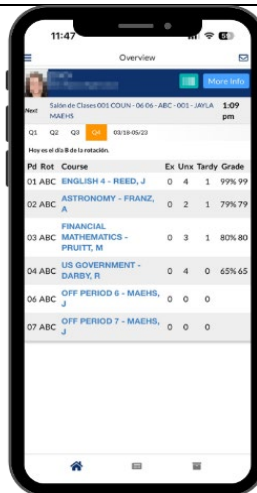 11:47
Overview
More Info
Next
Salón de Clases 001 COUN - 06 06 - ABC - 001 - JAYLA
MAEHS
1:09
pm
Q1 Q2 Q3 Q4 03/18-05/23
Hoy es el día B de la rotación.
Pd Rot Course Ex Unx Tardy Grade
01 ABC ENGLISH 4 - REED, J 0 4 1 99% 99
02 ABC ASTRONOMY - FRANZ,
A 0 2 1 79% 79
FINANCIAL
03 ABC MATHEMATICS - 0 3 1 80% 80
PRUITT, M
04 ABC US GOVERNMENT -
DARBY, R 0 4 0 65% 65
06 ABC OFF PERIOD 6 - MAEHS,
J 0 0 0
07 ABC OFF PERIOD 7 - MAEHS,
J 0 0 0